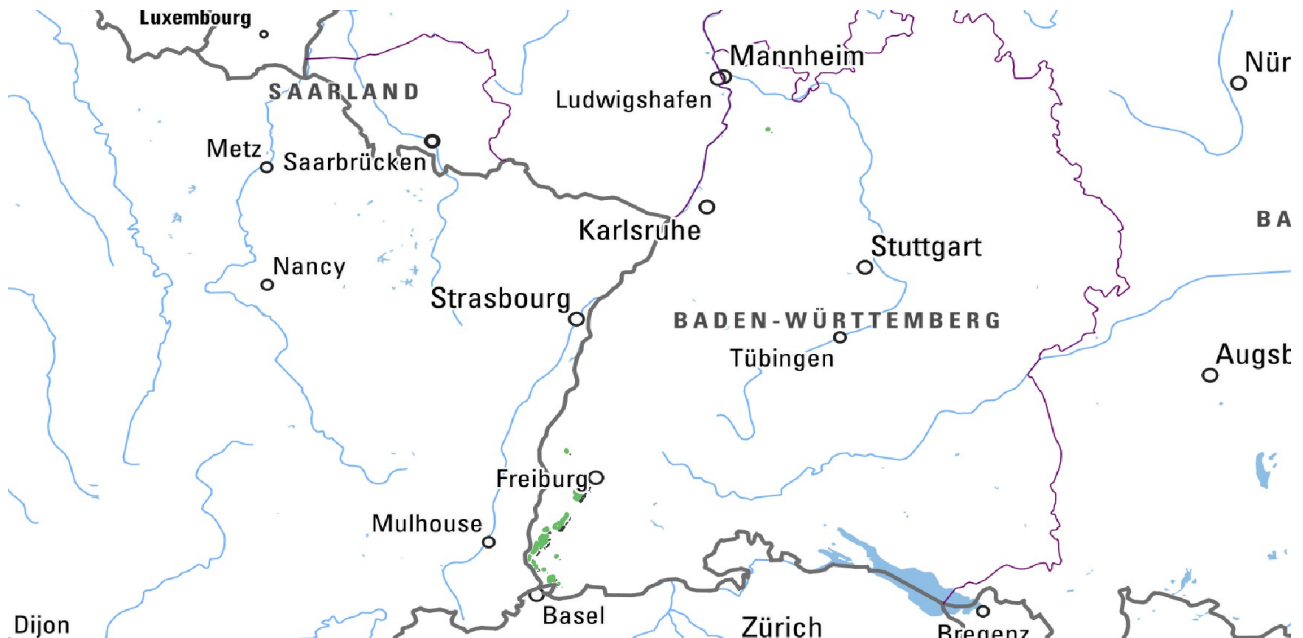 Luxembourg
Mannheim
Nür
SAARLAND
Ludwigshafen
Metz
Saarbrücken
BA
Karlsruhe
Stuttgart
Nancy
Strasbourg
BADEN-WÜRTTEMBERG
Tübingen
Augsb
Freiburg
Mulhouse
Basel
Dijon
Zürich
Bregenz